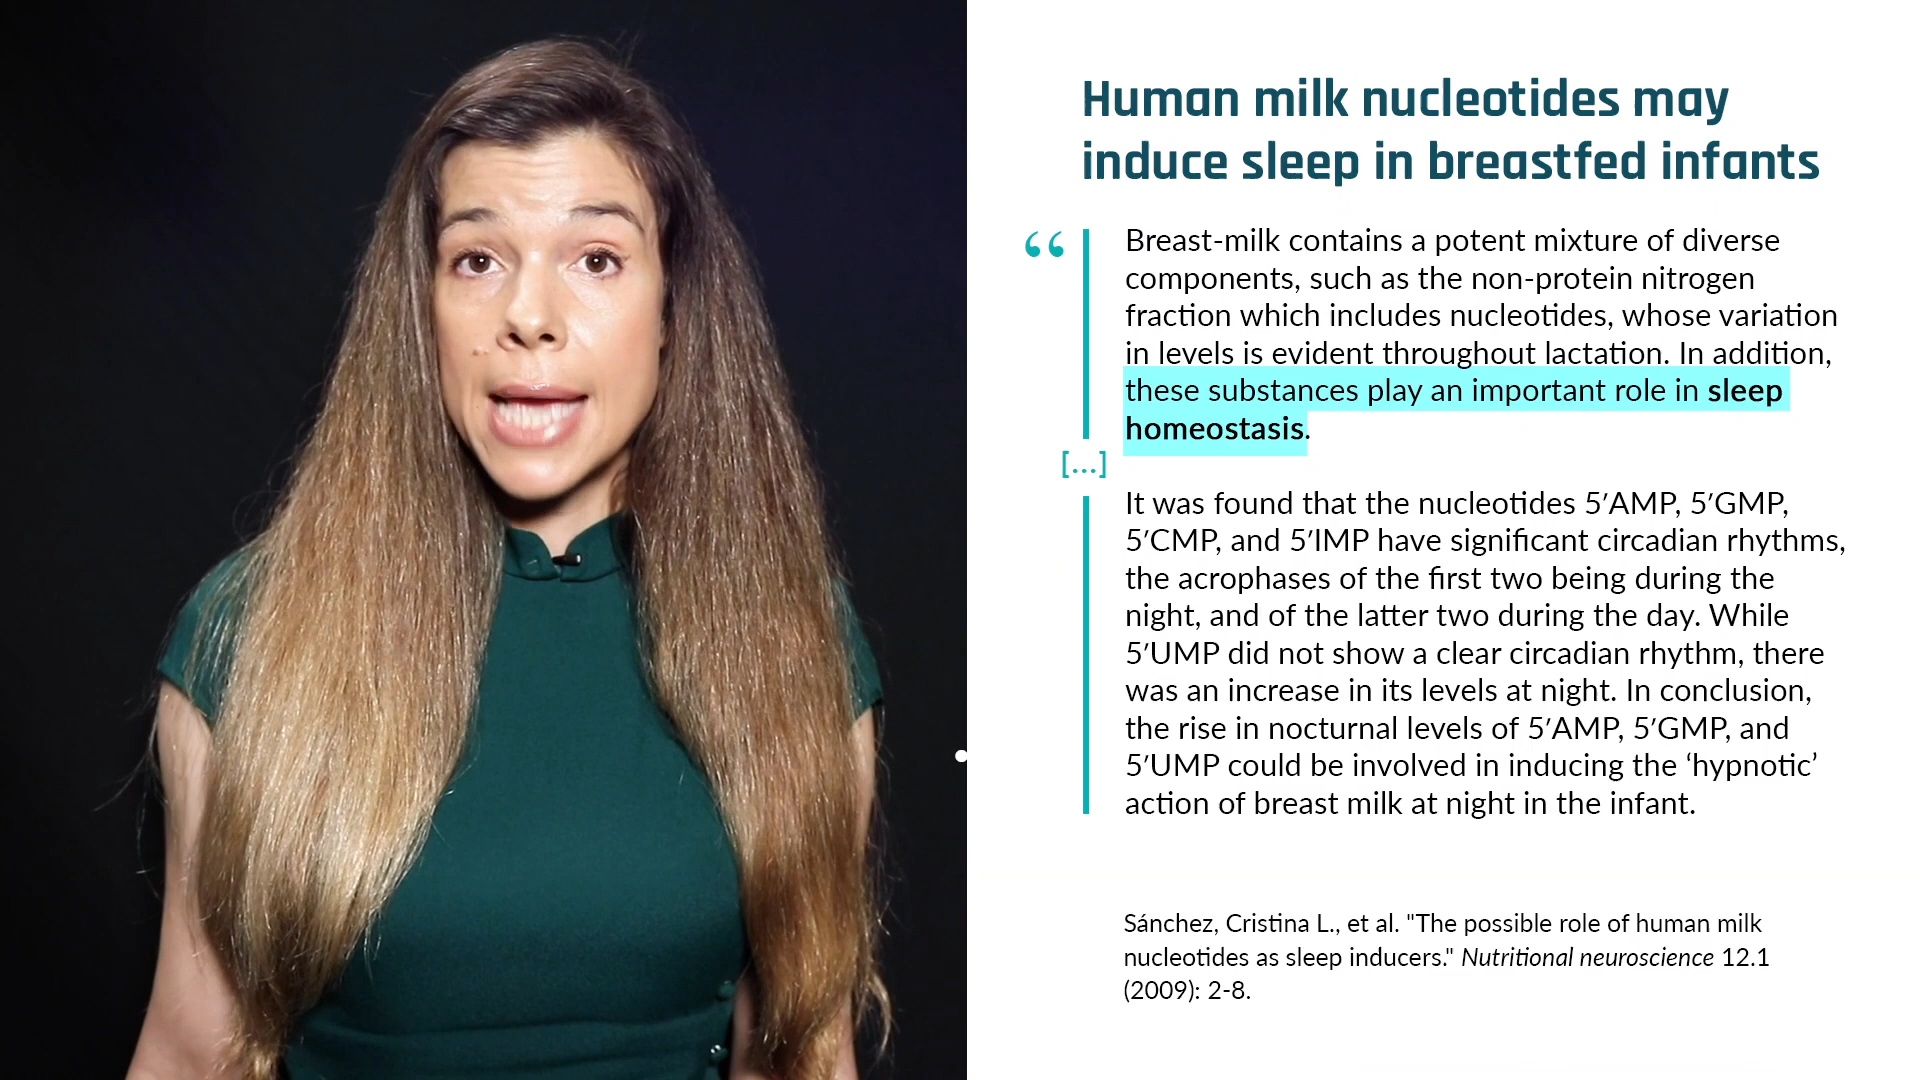 Human milk nucleotides may
induce sleep in breastfed infants
“
Breast-milk contains a potent mixture of diverse
components, such as the non-protein nitrogen
fraction which includes nucleotides, whose variation
in levels is evident throughout lactation. In addition,
these substances play an important role in sleep
homeostasis.
[...]
It was found that the nucleotides 5′AMP, 5′GMP,
5′CMP, and 5′IMP have significant circadian rhythms,
the acrophases of the first two being during the
night, and of the latter two during the day. While
5′UMP did not show a clear circadian rhythm, there
was an increase in its levels at night. In conclusion,
the rise in nocturnal levels of 5′AMP, 5′GMP, and
5′UMP could be involved in inducing the ‘hypnotic’
action of breast milk at night in the infant.
Sánchez, Cristina L., et al. "The possible role of human milk
nucleotides as sleep inducers." Nutritional neuroscience 12.1
(2009): 2-8.